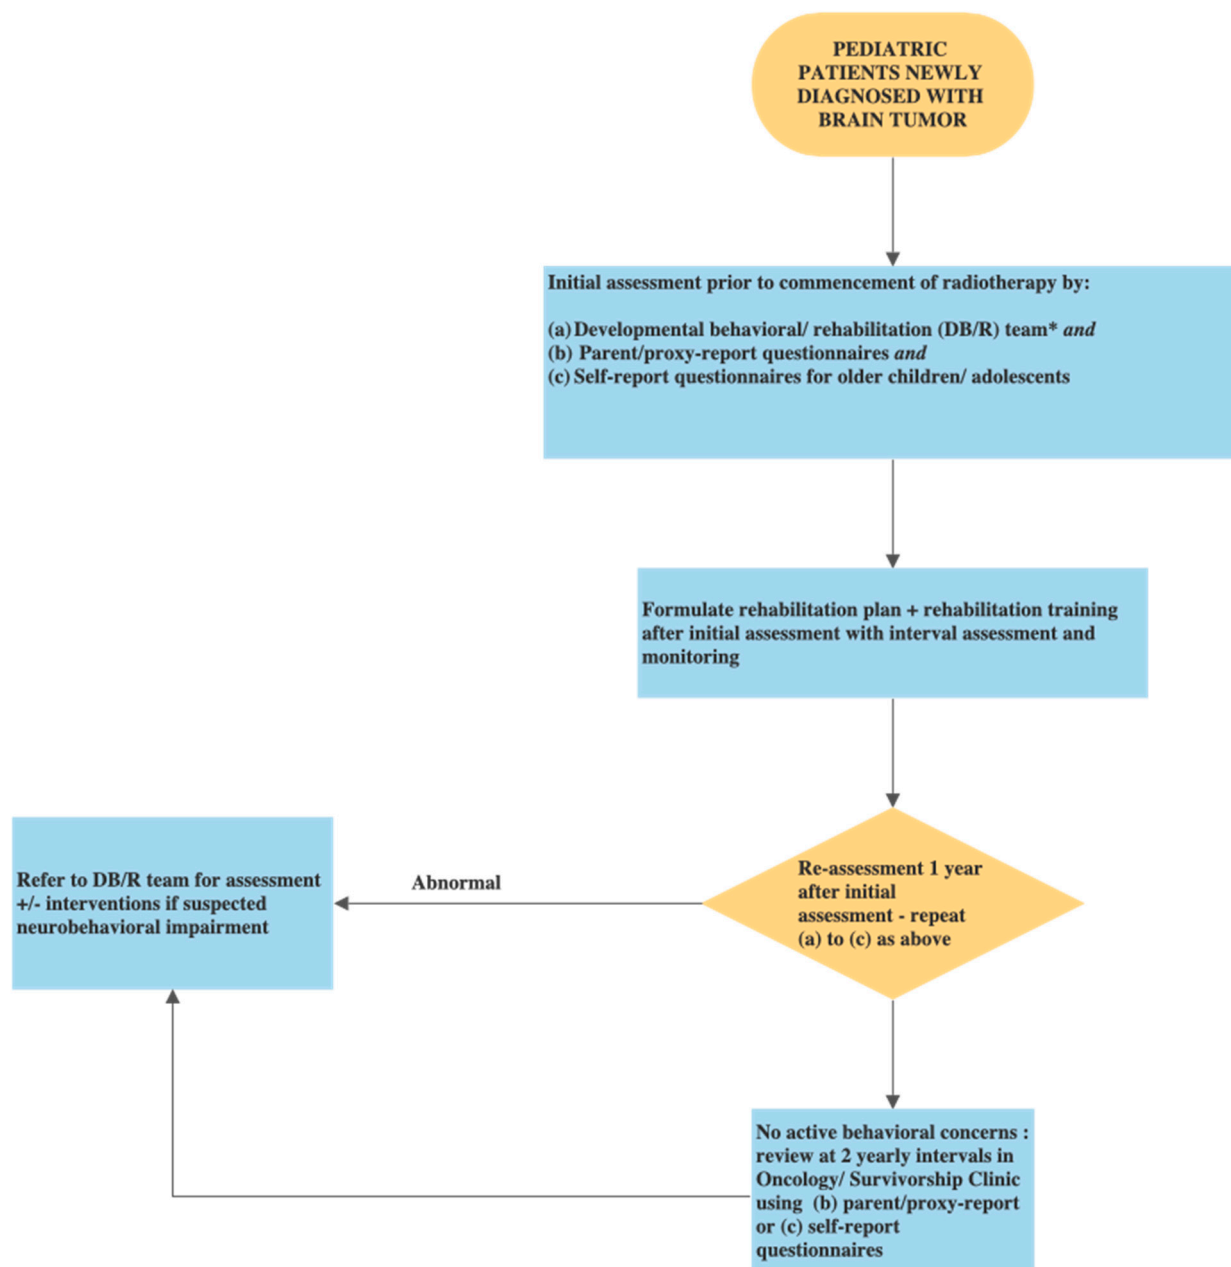 PEDIATRIC
PATIENTS NEWLY
DIAGNOSED WITH
BRAIN TUMOR
Initial assessment prior to commencement of radiotherapy by:
(a) Developmental behavioral/ rehabilitation (DB/R) team* and
(b) Parent/proxy-report questionnaires and
(c) Self-report questionnaires for older children/ adolescents
Formulate rehabilitation plan + rehabilitation training
after initial assessment with interval assessment and
monitoring
Re-assessment 1 year
after initial
assessment - repeat
(a) to (c) as above
Abnormal
Refer to DB/R team for assessment
+/- interventions if suspected
neurobehavioral impairment
No active behavioral concerns :
review at 2 yearly intervals in
Oncology/ Survivorship Clinic
using (b) parent/proxy-report
or (c) self-report
questionnaires